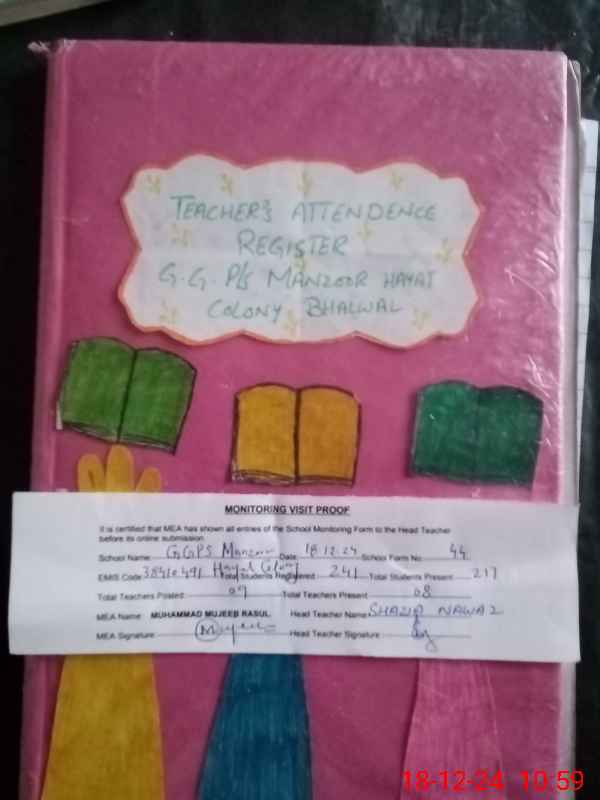 TEACHER'S ATTENDENCE
REGISTER
G.G. P/S MANZOOR HAYAT
COLONY BHALWAL
MONITORING VISIT PROOF
It is certified that MEA has shown all entries of the School Monitoring Form to the Head Teacher
before its online submission
School Name: GGPS Manzoor Date: 18.12.24 School Form No 44
EMIS Code 38410491 Hayat Colony Total Students Registered 241 Total Students Present 217
Total Teachers Posted: Total Teachers Present 08
MEA Name: MUHAMMAD MUJEEB RASUL Head Teacher Name: SHAZIA NAWAZ
MEA Signature: Mujeeb Head Teacher Signature
18-12-24 10:59